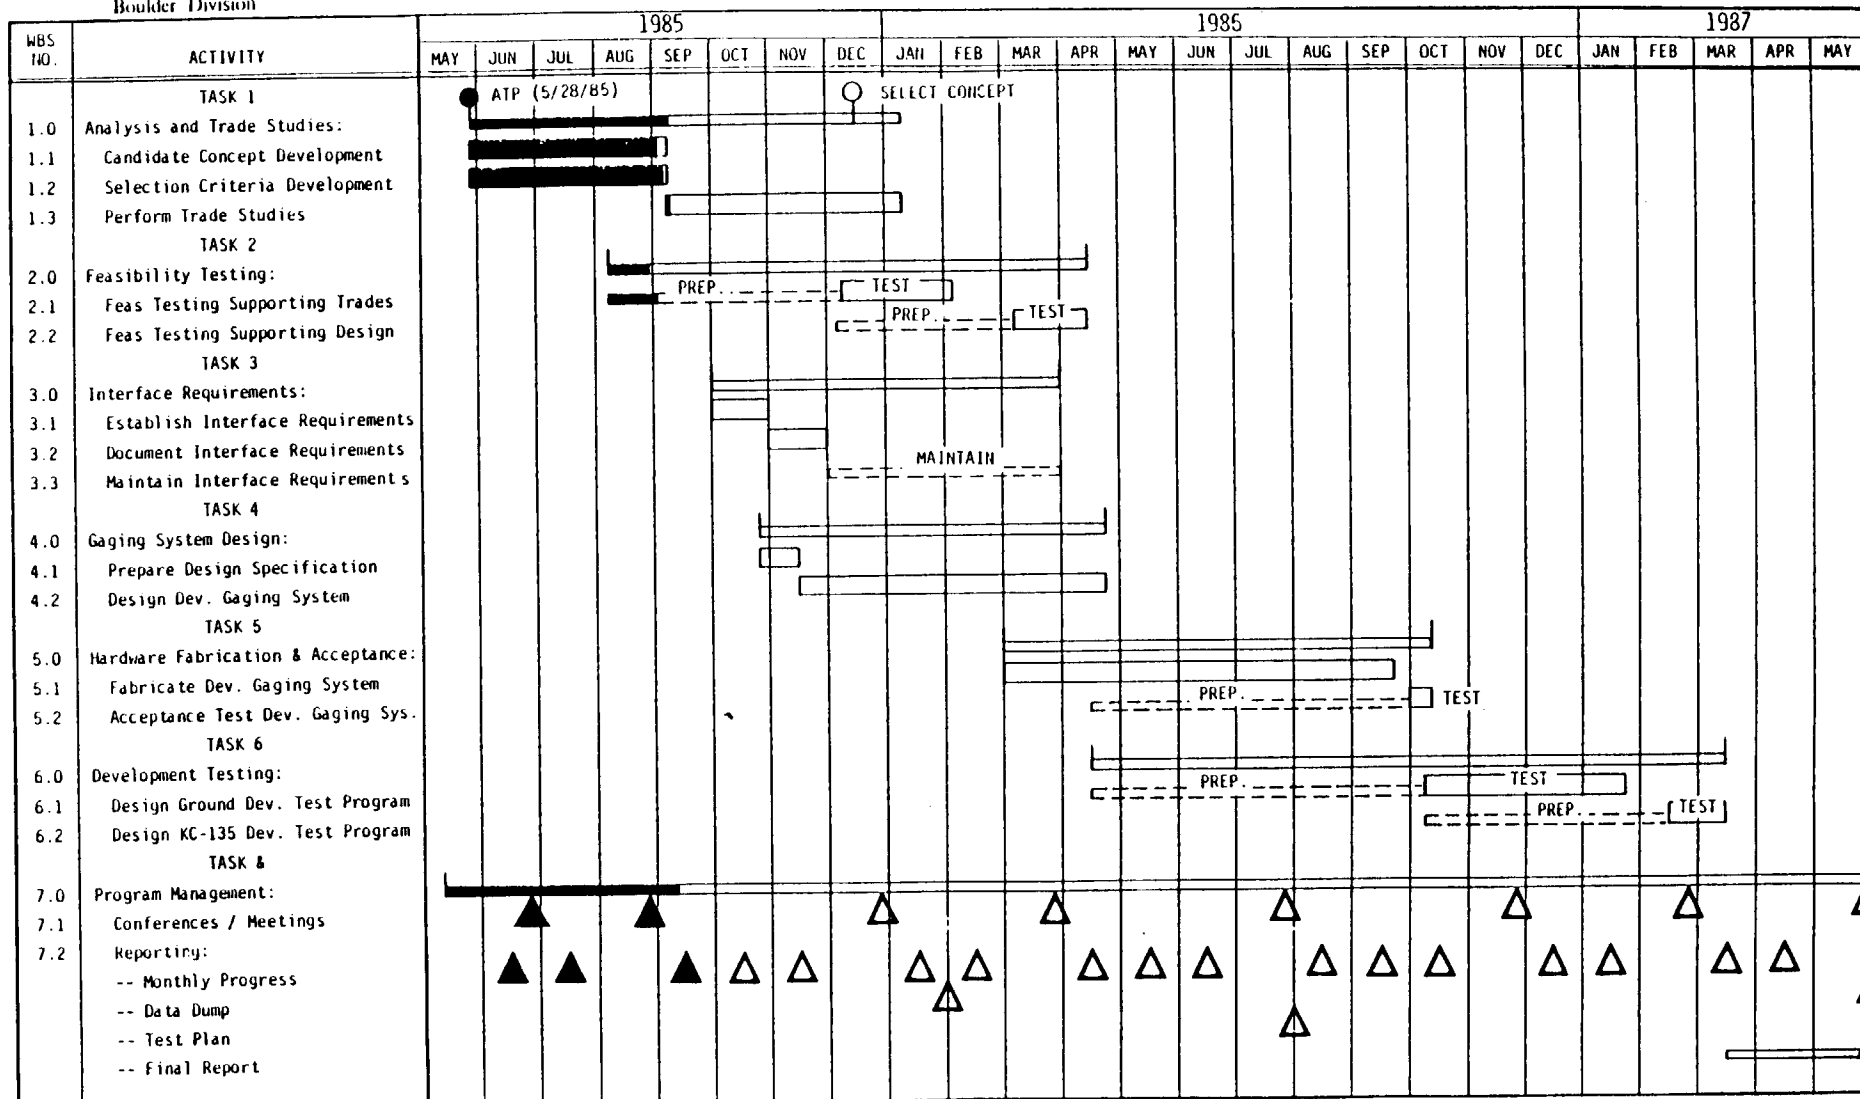 Boulder Division
1985 1985 1987
WBS NO. ACTIVITY MAY JUN JUL AUG SEP OCT NOV DEC JAN FEB MAR APR MAY JUN JUL AUG SEP OCT NOV DEC JAN FEB MAR APR MAY
TASK 1 ATP (5/28/85) SELECT CONCEPT
1.0 Analysis and Trade Studies:
1.1 Candidate Concept Development
1.2 Selection Criteria Development
1.3 Perform Trade Studies
TASK 2
2.0 Feasibility Testing:
2.1 Feas Testing Supporting Trades PREP. TEST
2.2 Feas Testing Supporting Design PREP. TEST
TASK 3
3.0 Interface Requirements:
3.1 Establish Interface Requirements
3.2 Document Interface Requirements
3.3 Maintain Interface Requirements MAINTAIN
TASK 4
4.0 Gaging System Design:
4.1 Prepare Design Specification
4.2 Design Dev. Gaging System
TASK 5
5.0 Hardware Fabrication & Acceptance:
5.1 Fabricate Dev. Gaging System
5.2 Acceptance Test Dev. Gaging Sys. PREP. TEST
TASK 6
6.0 Development Testing:
6.1 Design Ground Dev. Test Program PREP. TEST
6.2 Design KC-135 Dev. Test Program PREP. TEST
TASK &
7.0 Program Management:
7.1 Conferences / Meetings
7.2 Reporting:
-- Monthly Progress
-- Data Dump
-- Test Plan
-- Final Report